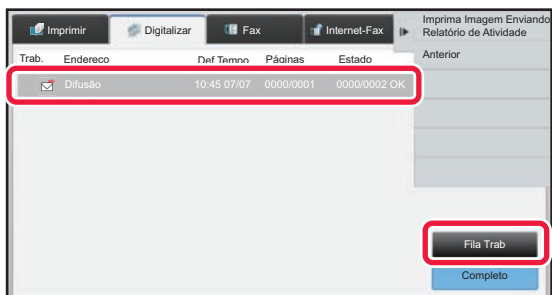 Imprimir Digitalizar Fax Internet-Fax
Imprima Imagem Enviando
Relatório de Atividade
Anterior
Trab. Endereço Def Tempo Páginas Estado
Difusão 10:45 07/07 0000/0001 0000/0002 OK
Fila Trab
Completo